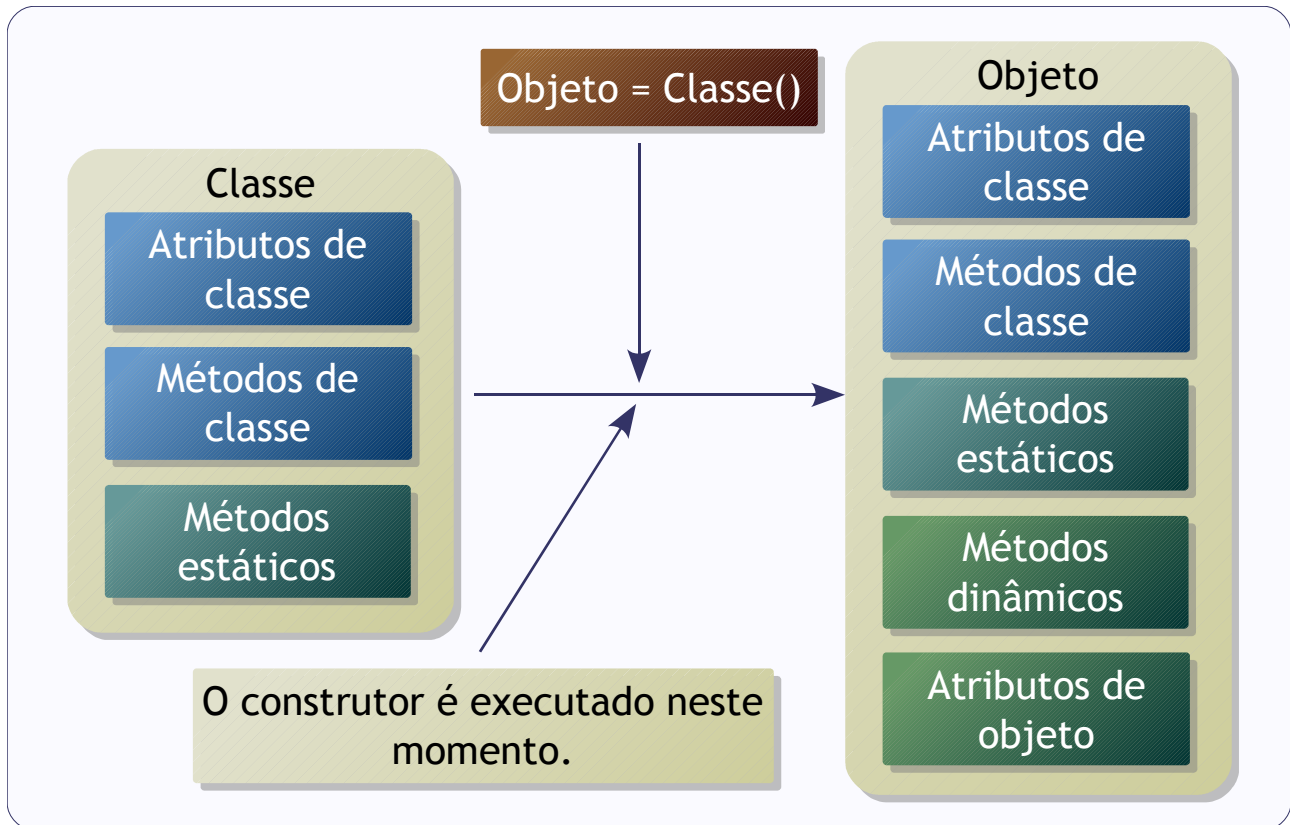 Objeto = Classe()
Classe
Atributos de
classe
Métodos de
classe
Métodos
estáticos
O construtor é executado neste
momento.
Objeto
Atributos de
classe
Métodos de
classe
Métodos
estáticos
Métodos
dinâmicos
Atributos de
objeto